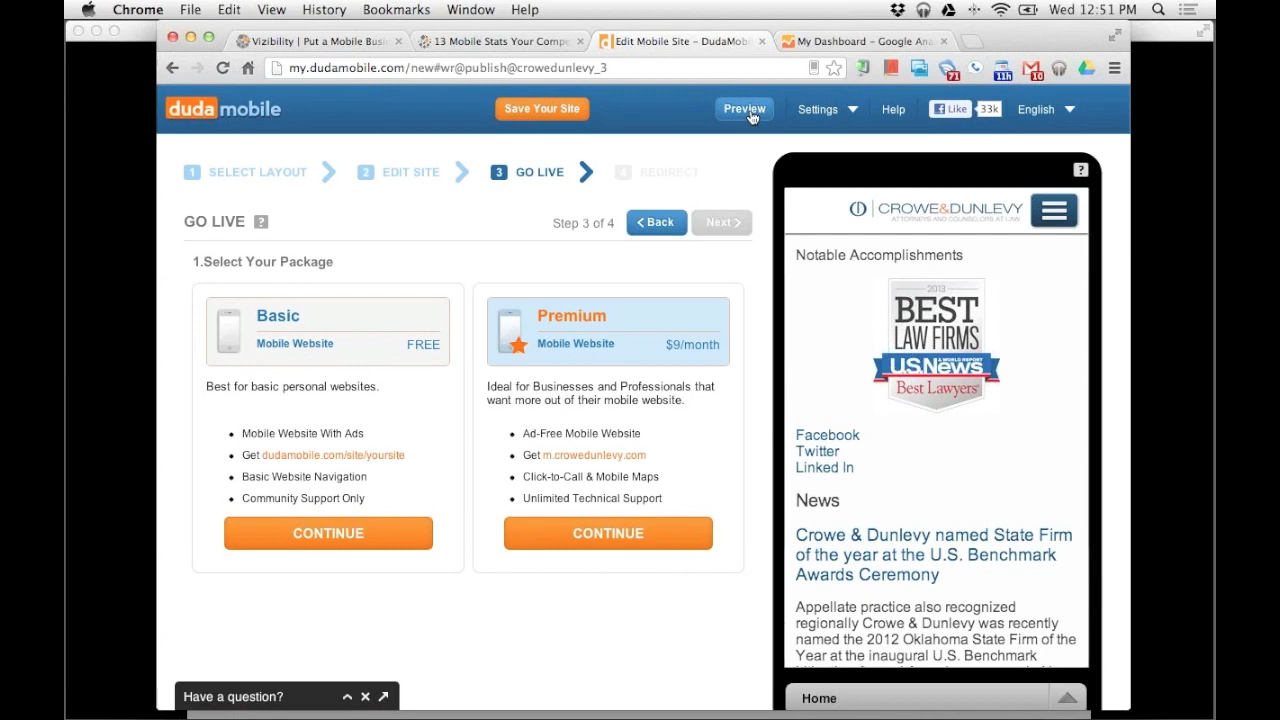 Chrome File Edit View History Bookmarks Window Help Wed 12:51 PM
Vizibility | Put a Mobile Busi
13 Mobile Stats Your Compe
Edit Mobile Site – DudaMobi
My Dashboard – Google Ana
my.dudamobile.com/new#wr@publish@crowedunlevy_3
71 11h 10
dudamobile
Save Your Site
Preview
Settings
Help
Like 33k
English
1 SELECT LAYOUT
2 EDIT SITE
3 GO LIVE
4 REDIRECT
GO LIVE ?
Step 3 of 4
< Back
Next >
1.Select Your Package
Basic
Mobile Website FREE
Best for basic personal websites.
• Mobile Website With Ads
• Get dudamobile.com/site/yoursite
• Basic Website Navigation
• Community Support Only
CONTINUE
Premium
Mobile Website $9/month
Ideal for Businesses and Professionals that
want more out of their mobile website.
• Ad-Free Mobile Website
• Get m.crowedunlevy.com
• Click-to-Call & Mobile Maps
• Unlimited Technical Support
CONTINUE
Have a question?
?
CROWE&DUNLEVY
ATTORNEYS AND COUNSELORS AT LAW
Notable Accomplishments
2013
BEST
LAW FIRMS
U.S.News
& WORLD REPORT
Best Lawyers
Facebook
Twitter
Linked In
News
Crowe & Dunlevy named State Firm
of the year at the U.S. Benchmark
Awards Ceremony
Appellate practice also recognized
regionally Crowe & Dunlevy was recently
named the 2012 Oklahoma State Firm of the
Year at the inaugural U.S. Benchmark
Home